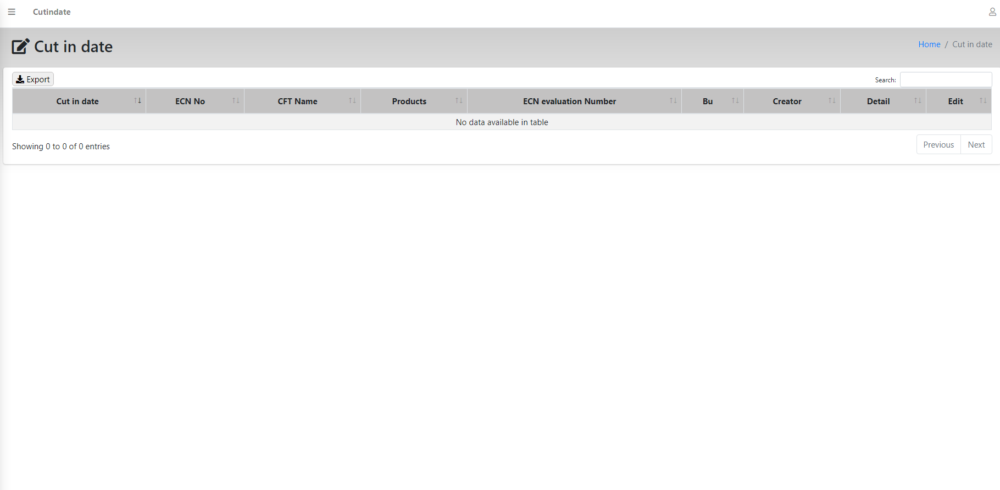 Cutindate
Cut in date
Home / Cut in date
Export
Search:
Cut in date ECN No CFT Name Products ECN evaluation Number Bu Creator Detail Edit
No data available in table
Showing 0 to 0 of 0 entries
Previous Next